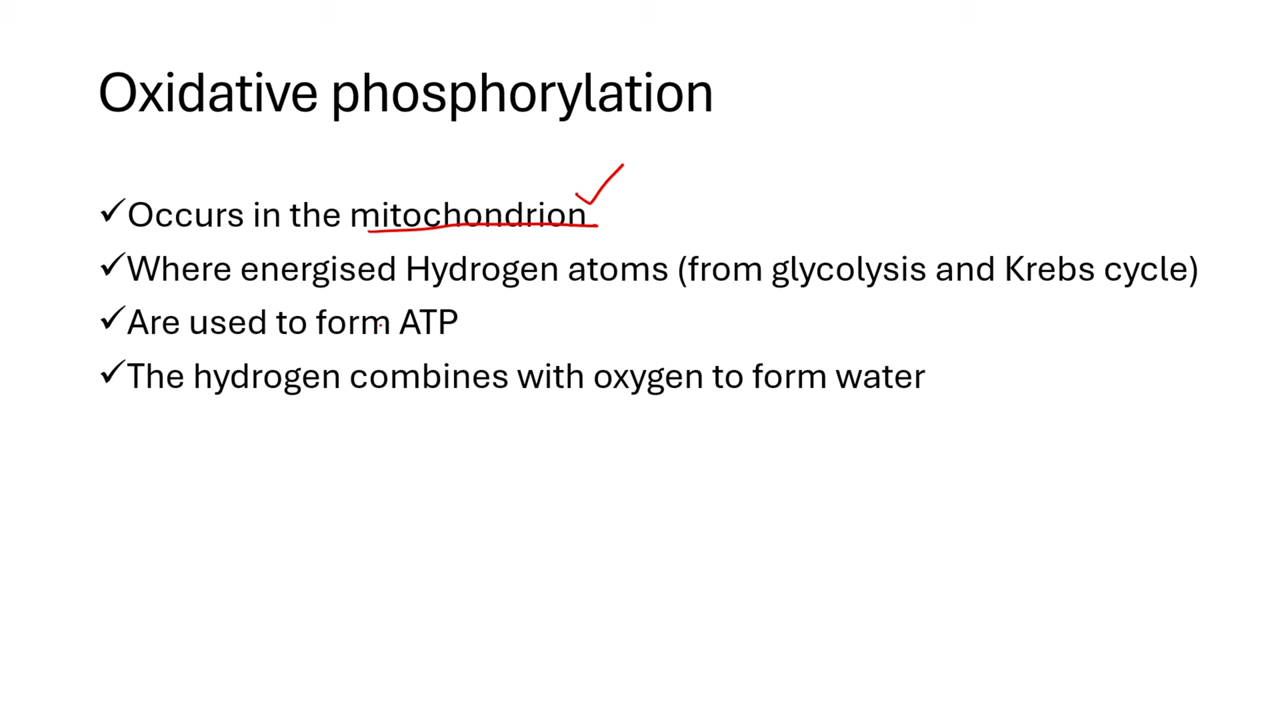 Oxidative phosphorylation
✓Occurs in the mitochondrion
✓Where energised Hydrogen atoms (from glycolysis and Krebs cycle)
✓Are used to form ATP
✓The hydrogen combines with oxygen to form water